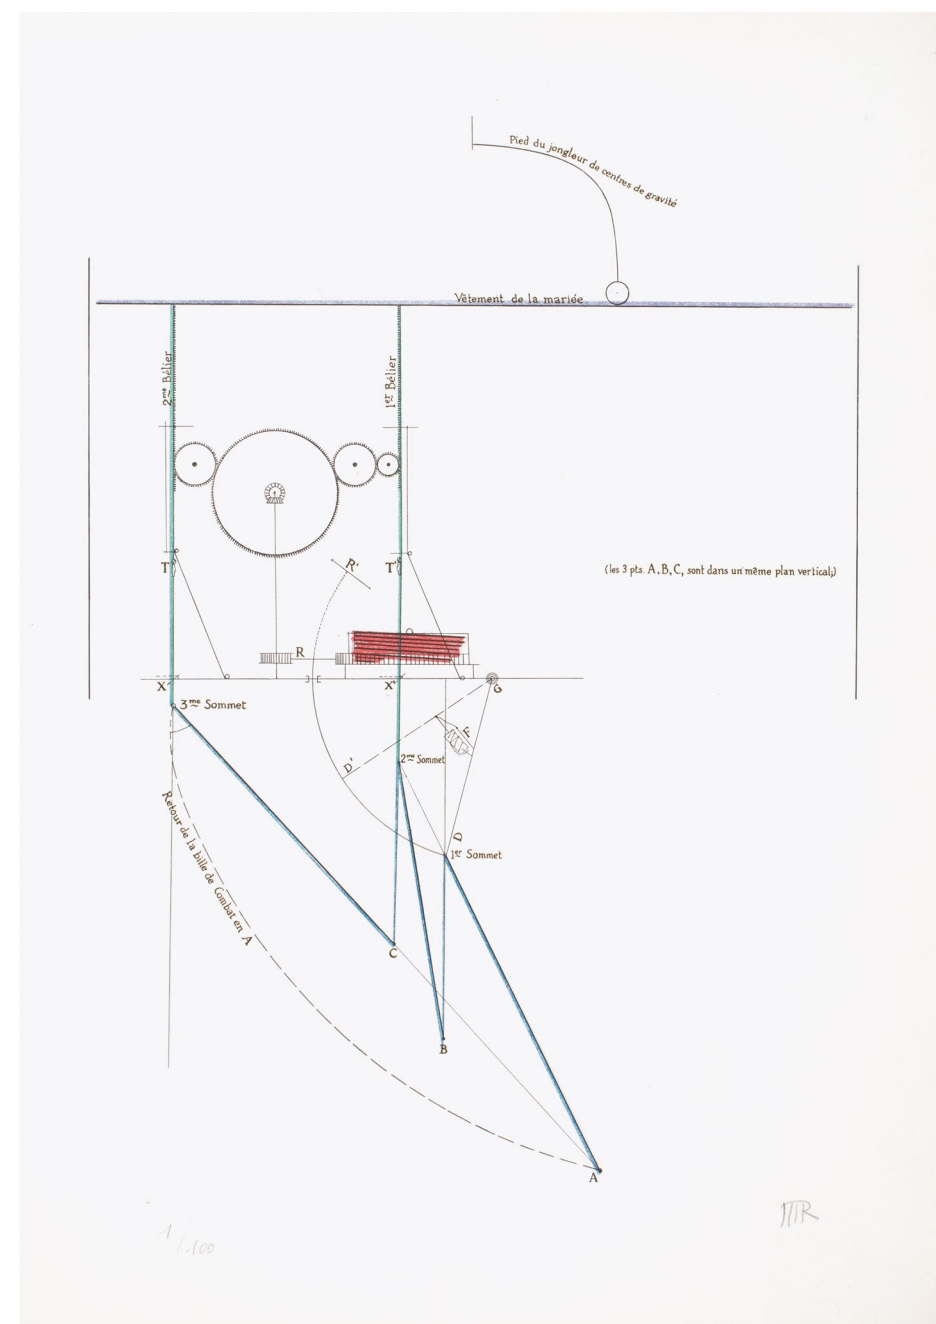 Pied du jongleur de centres de gravité
Vêtement de la mariée
2me Bélier
1er Bélier
R'
T'
T'
(les 3 pts. A, B, C, sont dans un même plan vertical;)
R
X'
X'
G
3me Sommet
F
2me Sommet
D'
D
1er Sommet
Retour de la bille de Combat en A
C
B
A
1/100